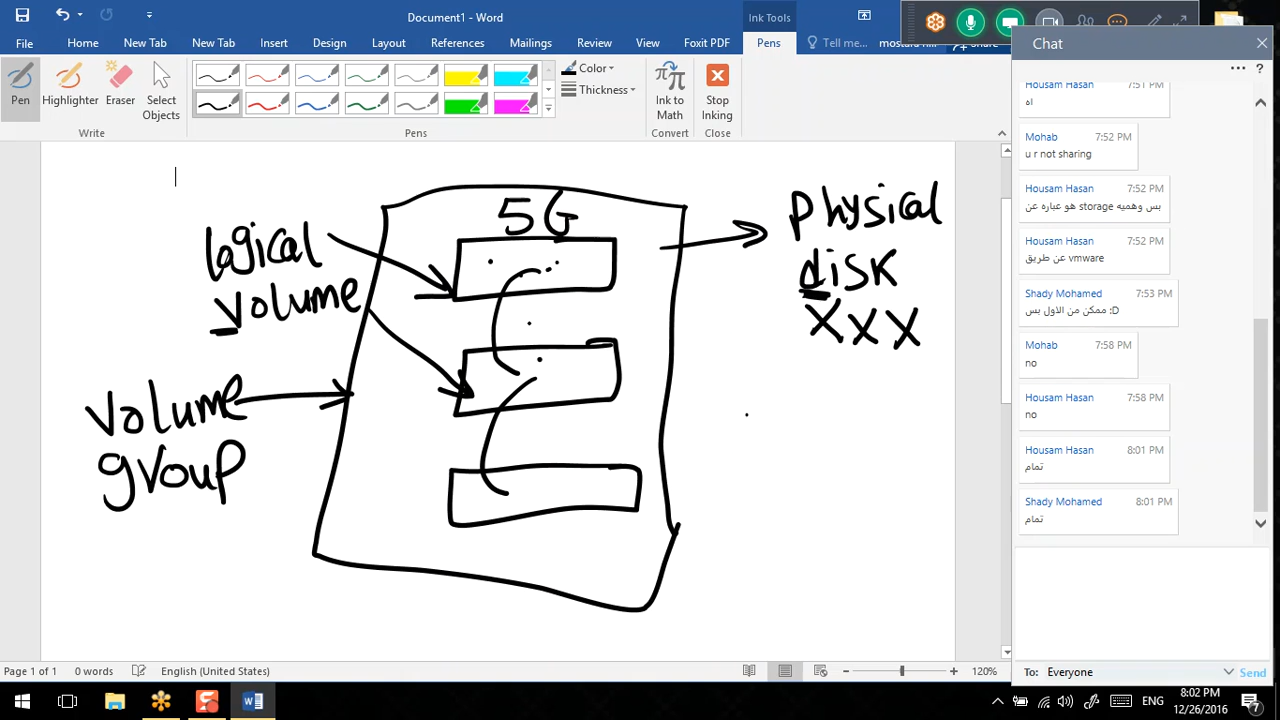 Document1 - Word
Ink Tools
File
Home
New Tab
New Tab
Insert
Design
Layout
References
Mailings
Review
View
Foxit PDF
Pens
Tell me...
Share
Pen
Highlighter
Eraser
Select
Objects
Color
Thickness
Ink to
Math
Stop
Inking
Write
Pens
Convert
Close
5G
logical
volume
volume
group
physical
disk
XXX
Chat
Housam Hasan 7:51 PM
اه
Mohab 7:52 PM
u r not sharing
Housam Hasan 7:52 PM
بس وهميه storage هو عباره عن
Housam Hasan 7:52 PM
عن طريق vmware
Shady Mohamed 7:53 PM
ممكن من الاول بس :D
Mohab 7:58 PM
no
Housam Hasan 7:58 PM
no
Housam Hasan 8:01 PM
تمام
Shady Mohamed 8:01 PM
تمام
To: Everyone
Send
Page 1 of 1
0 words
English (United States)
120%
ENG
8:02 PM
12/26/2016
7